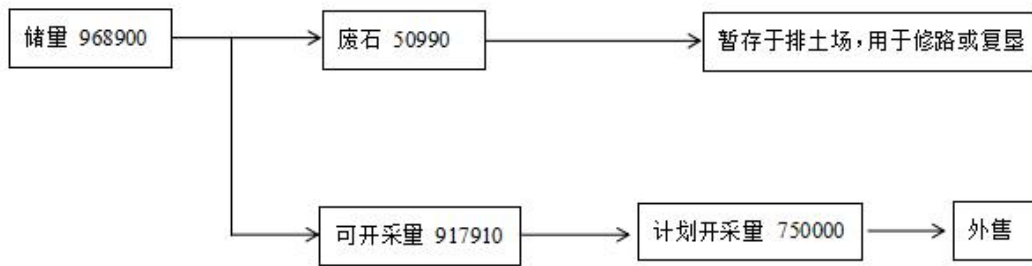 储量 968900
废石 50990
暂存于排土场，用于修路或复垦
可开采量 917910
计划开采量 750000
外售